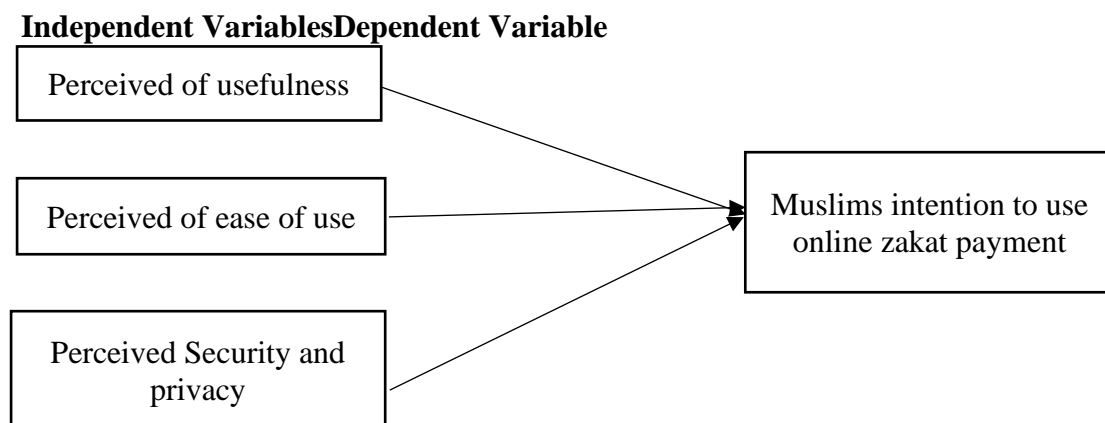 Independent VariablesDependent Variable
Perceived of usefulness
Perceived of ease of use
Perceived Security and
privacy
Muslims intention to use
online zakat payment